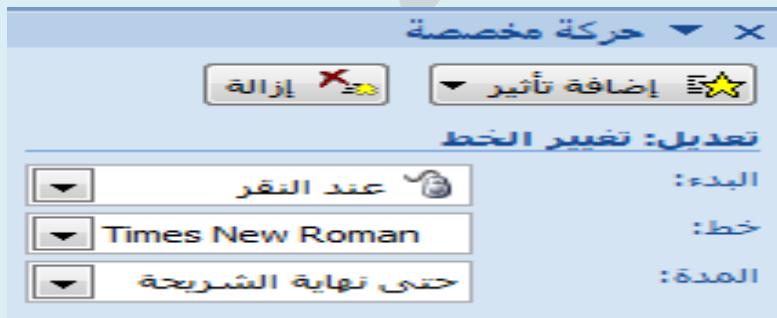 حركة مخصصة
إضافة تأثير إزالة
تعديل: تغيير الخط
البدء: عند النقر
خط: Times New Roman
المدة: حتى نهاية الشريحة